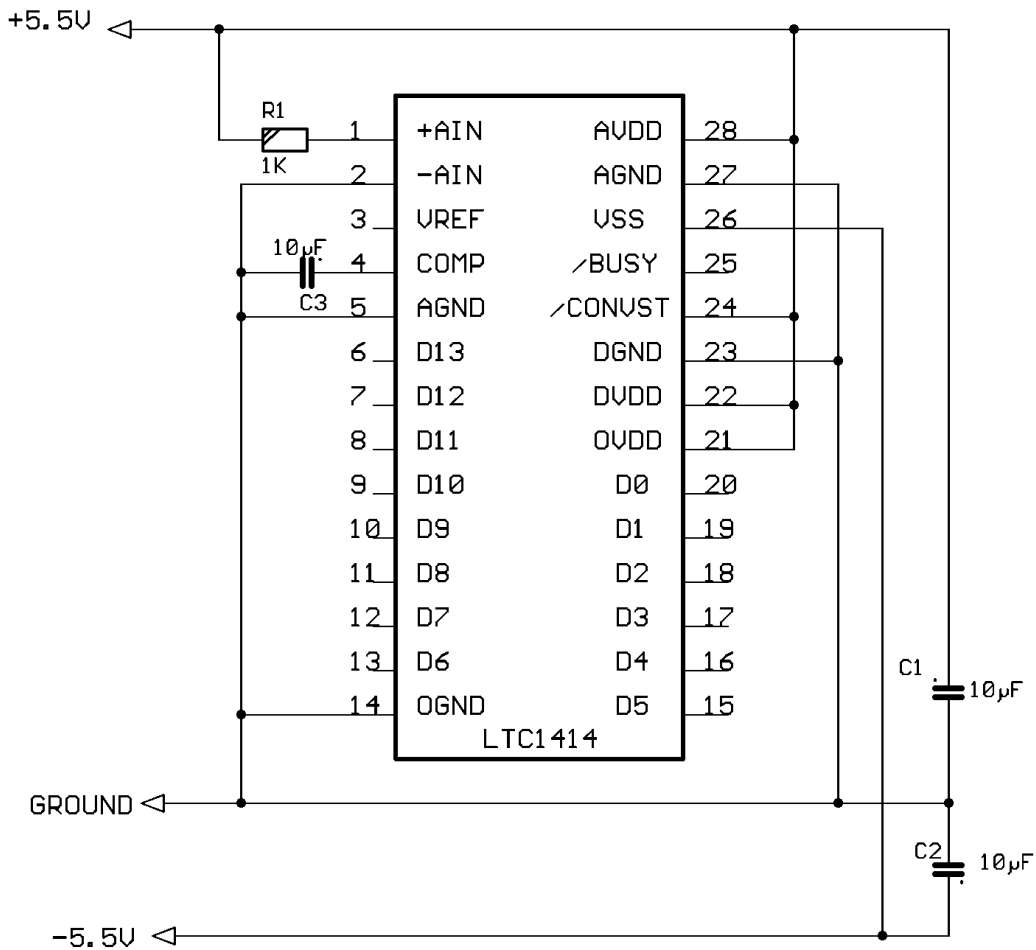 +5.5V
R1
1K
1 +AIN AVDD 28
2 -AIN AGND 27
3 VREF VSS 26
10µF
4 COMP /BUSY 25
C3
5 AGND /CONVST 24
6 D13 DGND 23
7 D12 DVDD 22
8 D11 OVDD 21
9 D10 D0 20
10 D9 D1 19
11 D8 D2 18
12 D7 D3 17
13 D6 D4 16
14 OGND D5 15
LTC1414
C1 10µF
GROUND
C2 10µF
-5.5V